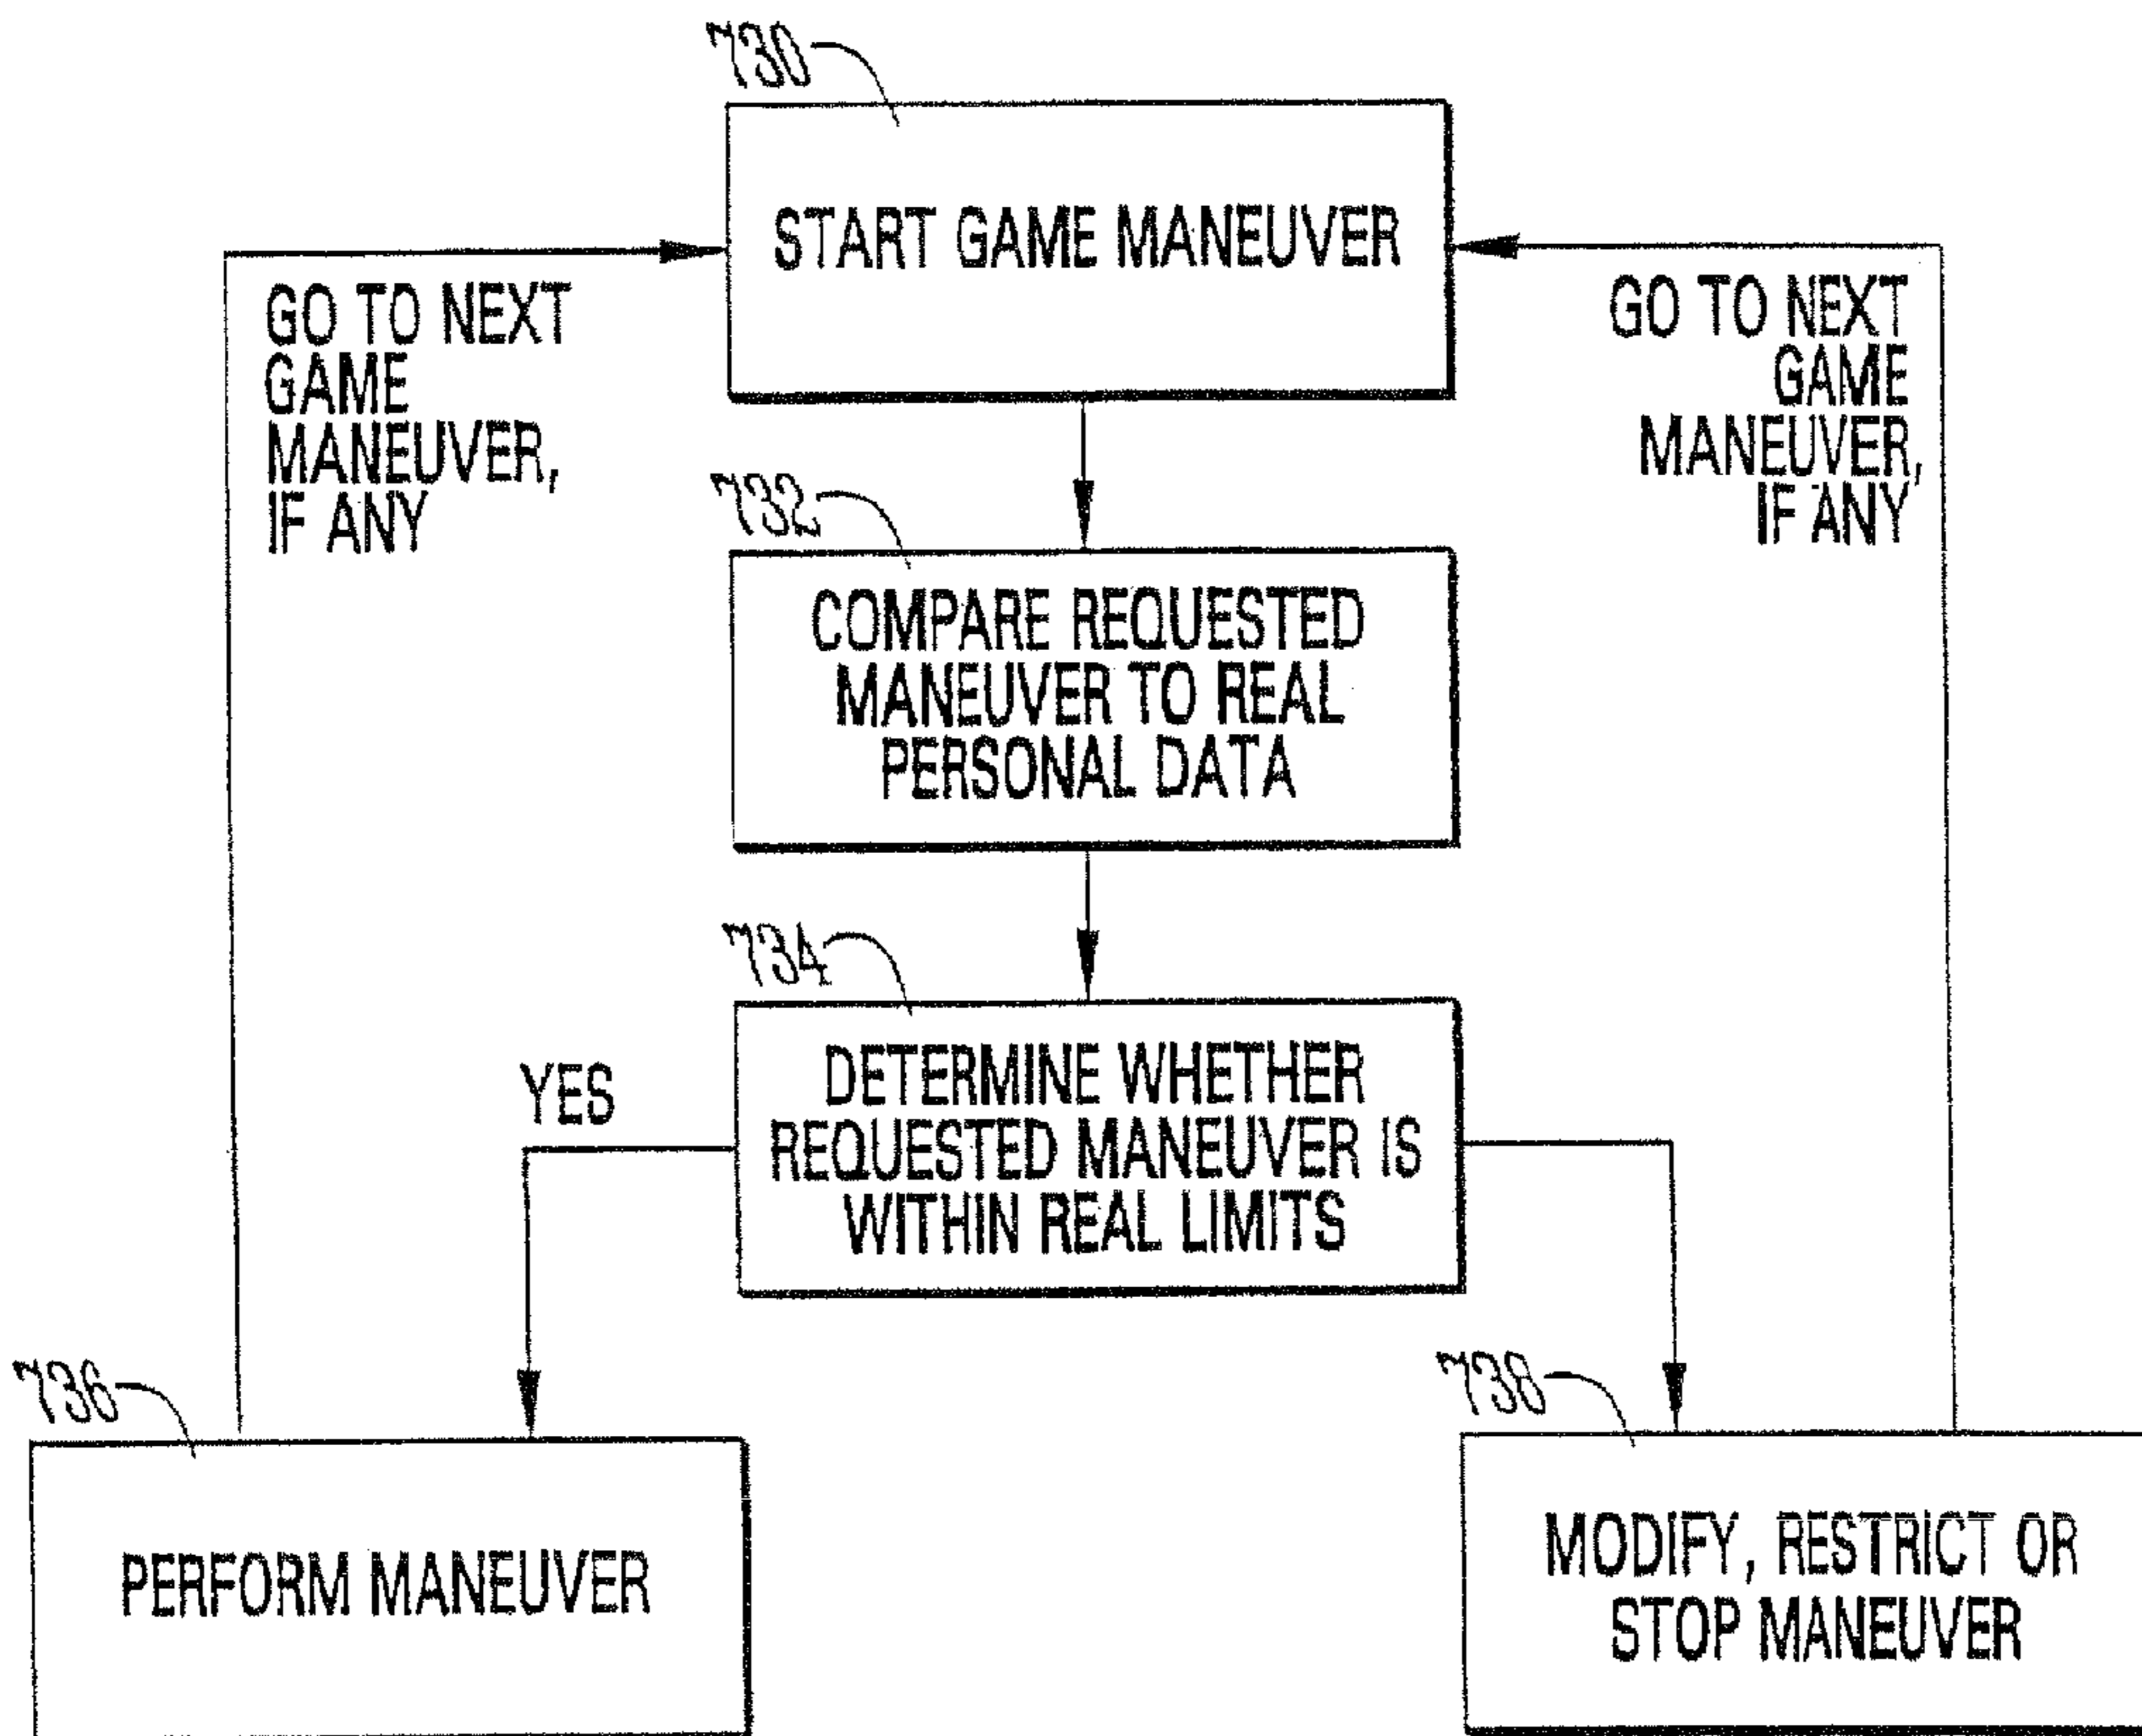 730
START GAME MANEUVER
GO TO NEXT
GAME
MANEUVER,
IF ANY
GO TO NEXT
GAME
MANEUVER,
IF ANY
732
COMPARE REQUESTED
MANEUVER TO REAL
PERSONAL DATA
734
DETERMINE WHETHER
REQUESTED MANEUVER IS
WITHIN REAL LIMITS
YES
736
PERFORM MANEUVER
738
MODIFY, RESTRICT OR
STOP MANEUVER